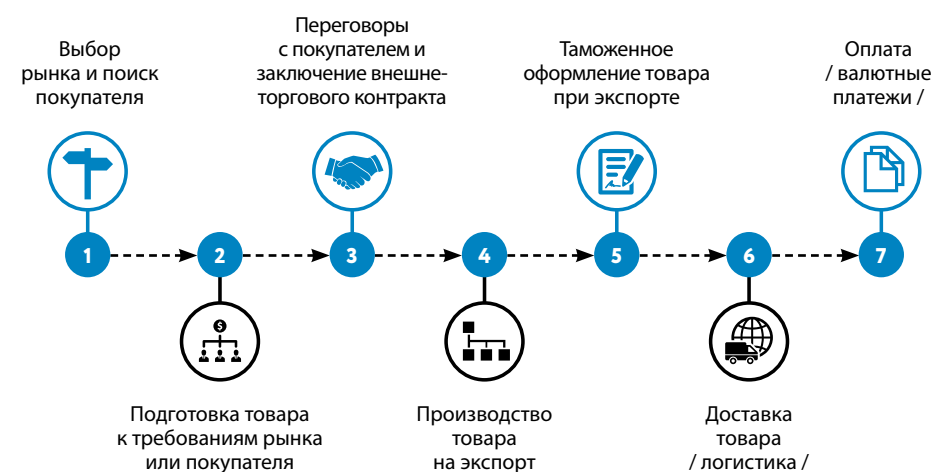 Выбор
рынка и поиск
покупателя
Переговоры
с покупателем и
заключение внешне-
торгового контракта
Таможенное
оформление товара
при экспорте
Оплата
/ валютные
платежи /
1
2
3
4
5
6
7
$
Подготовка товара
к требованиям рынка
или покупателя
Производство
товара
на экспорт
Доставка
товара
/ логистика /